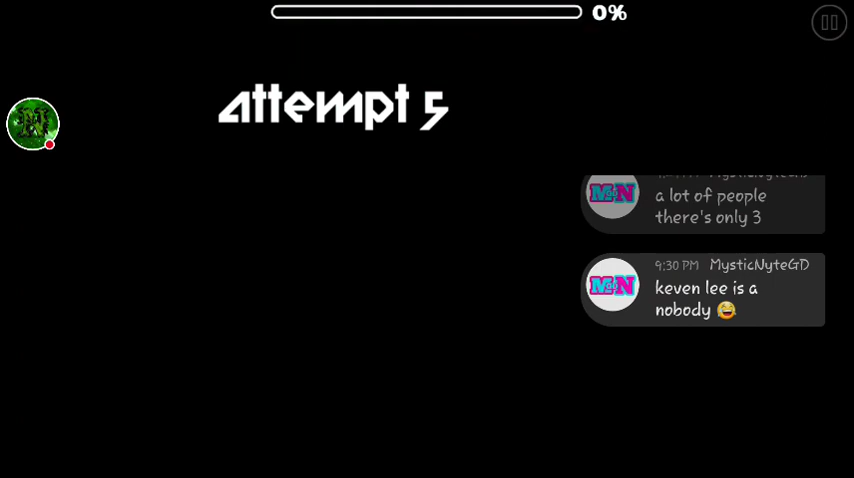 0%
attempt 5
a lot of people
there's only 3
9:30 PM MysticNyteGD
keven lee is a
nobody 😂